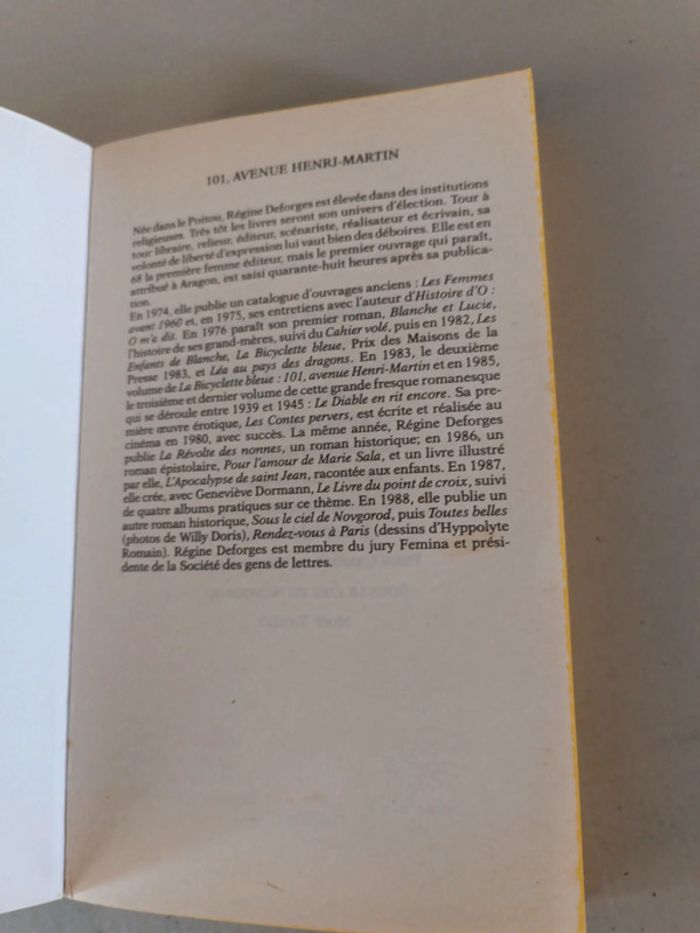 101, AVENUE HENRI-MARTIN
Née dans le Poitou, Régine Deforges est élevée dans des institutions
religieuses. Très tôt les livres seront son univers d'élection. Tour à
tour libraire, relieur, éditeur, scénariste, réalisateur et écrivain, sa
volonté de liberté d'expression lui vaut bien des déboires. Elle est en
68 la première femme éditeur, mais le premier ouvrage qui paraît,
attribué à Aragon, est saisi quarante-huit heures après sa publica-
tion.
En 1974, elle publie un catalogue d'ouvrages anciens : Les Femmes
avant 1960 et, en 1975, ses entretiens avec l'auteur d'Histoire d'O :
O m'a dit. En 1976 paraît son premier roman, Blanche et Lucie,
l'histoire de ses grand-mères, suivi du Cahier volé, puis en 1982, Les
Enfants de Blanche, La Bicyclette bleue, Prix des Maisons de la
Presse 1983, et Léa au pays des dragons. En 1983, le deuxième
volume de La Bicyclette bleue : 101, avenue Henri-Martin et en 1985,
le troisième et dernier volume de cette grande fresque romanesque
qui se déroule entre 1939 et 1945 : Le Diable en rit encore. Sa pre-
mière œuvre érotique, Les Contes pervers, est écrite et réalisée au
cinéma en 1980, avec succès. La même année, Régine Deforges
publie La Révolte des nonnes, un roman historique; en 1986, un
roman épistolaire, Pour l'amour de Marie Sala, et un livre illustré
par elle, L'Apocalypse de saint Jean, racontée aux enfants. En 1987,
elle crée, avec Geneviève Dormann, Le Livre du point de croix, suivi
de quatre albums pratiques sur ce thème. En 1988, elle publie un
autre roman historique, Sous le ciel de Novgorod, puis Toutes belles
(photos de Willy Doris), Rendez-vous à Paris (dessins d'Hyppolyte
Romain). Régine Deforges est membre du jury Femina et prési-
dente de la Société des gens de lettres.